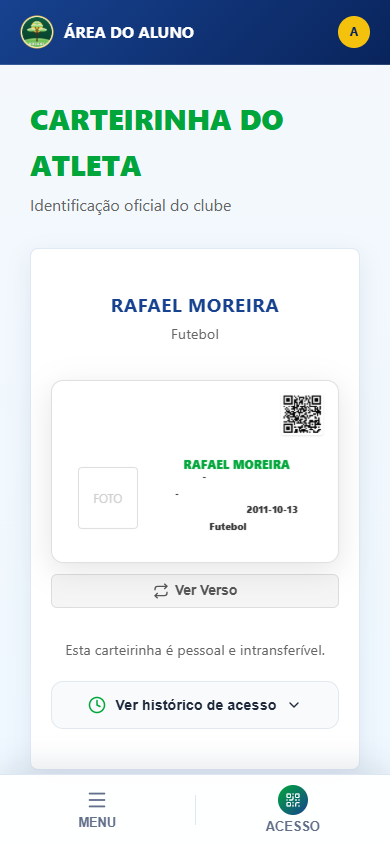 ÁREA DO ALUNO
A
CARTEIRINHA DO
ATLETA
Identificação oficial do clube
RAFAEL MOREIRA
Futebol
RAFAEL MOREIRA
-
-
FOTO
2011-10-13
Futebol
Ver Verso
Esta carteirinha é pessoal e intransferível.
Ver histórico de acesso
MENU
ACESSO